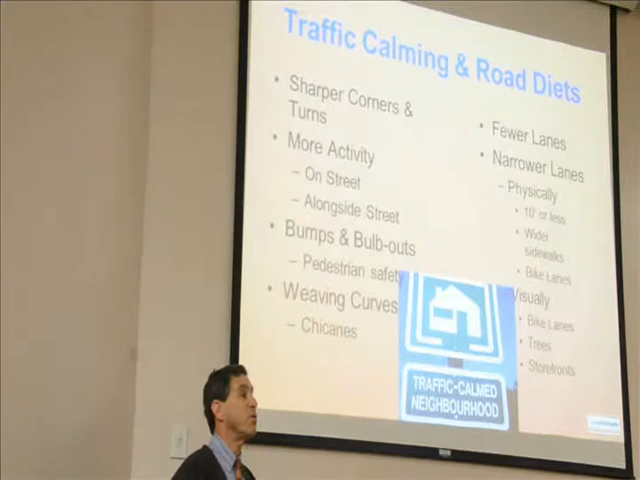 Traffic Calming & Road Diets
• Sharper Corners &
Turns
• More Activity
– On Street
– Alongside Street
• Bumps & Bulb-outs
– Pedestrian safety
• Weaving Curves
– Chicanes
• Fewer Lanes
• Narrower Lanes
– Physically
• 10' or less
• Wider
sidewalks
• Bike Lanes
Visually
• Bike Lanes
• Trees
• Storefronts
TRAFFIC-CALMED
NEIGHBOURHOOD